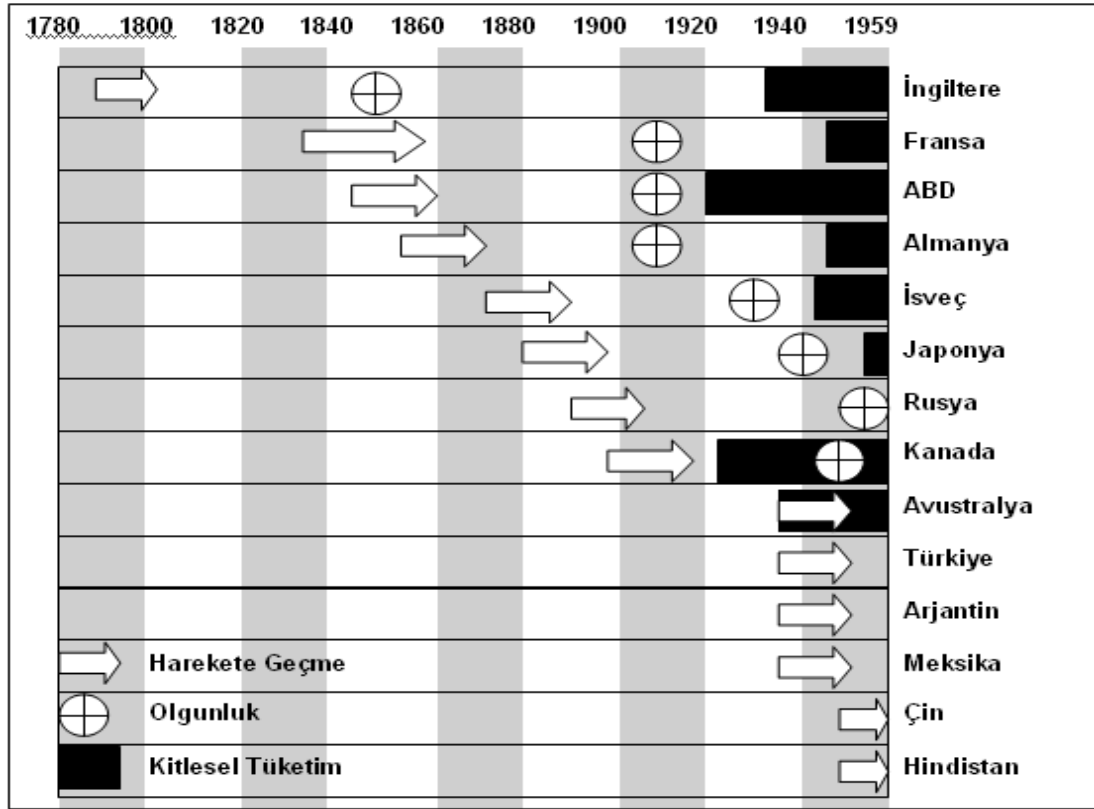 1780 1800 1820 1840 1860 1880 1900 1920 1940 1959
İngiltere
Fransa
ABD
Almanya
İsveç
Japonya
Rusya
Kanada
Avustralya
Türkiye
Arjantin
Harekete Geçme Meksika
Olgunluk Çin
Kitlesel Tüketim Hindistan